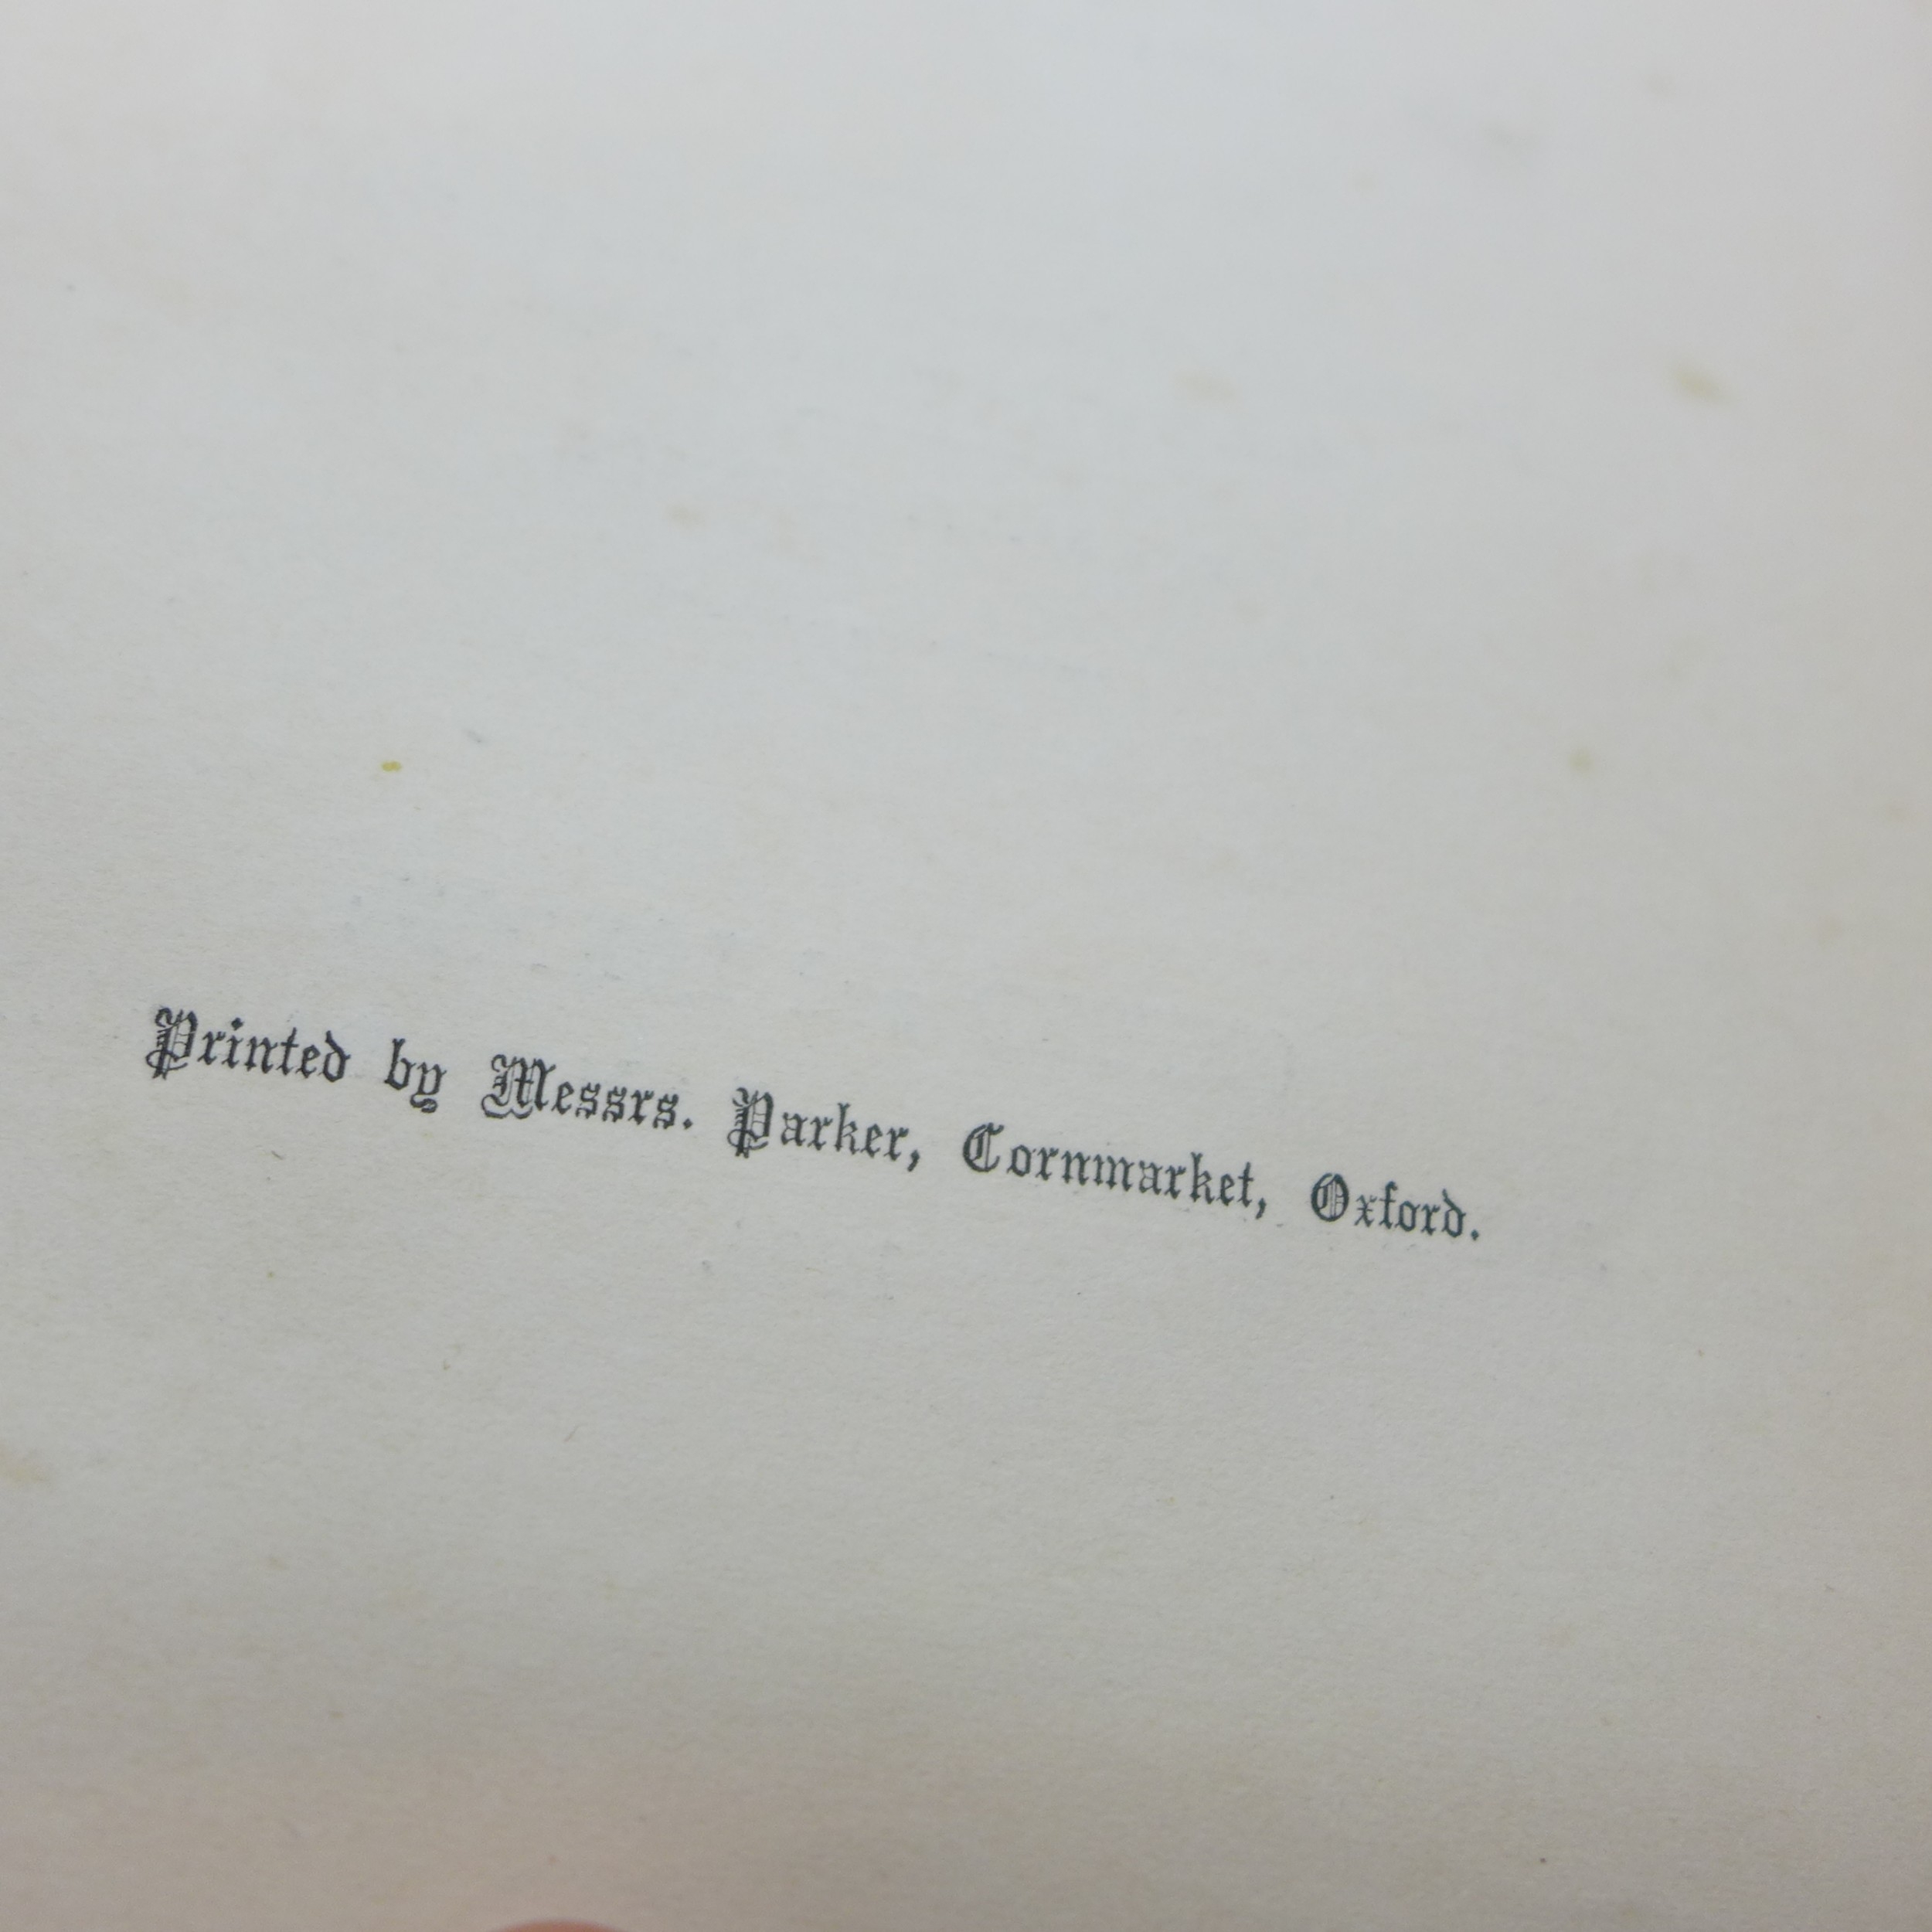 Printed by Messrs. Parker, Cornmarket, Oxford.